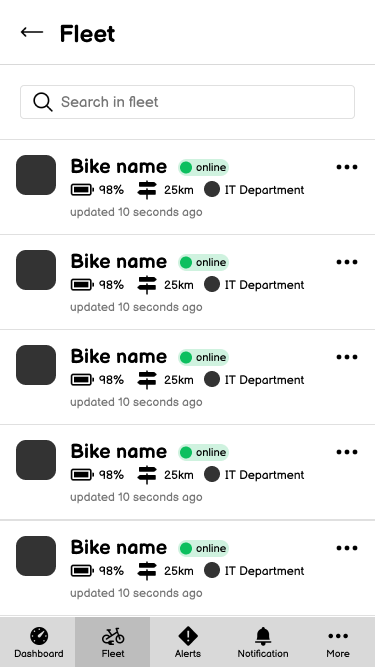 Fleet
Search in fleet
Bike name online
98% 25km IT Department
updated 10 seconds ago
Bike name online
98% 25km IT Department
updated 10 seconds ago
Bike name online
98% 25km IT Department
updated 10 seconds ago
Bike name online
98% 25km IT Department
updated 10 seconds ago
Bike name online
98% 25km IT Department
updated 10 seconds ago
Dashboard Fleet Alerts Notification More